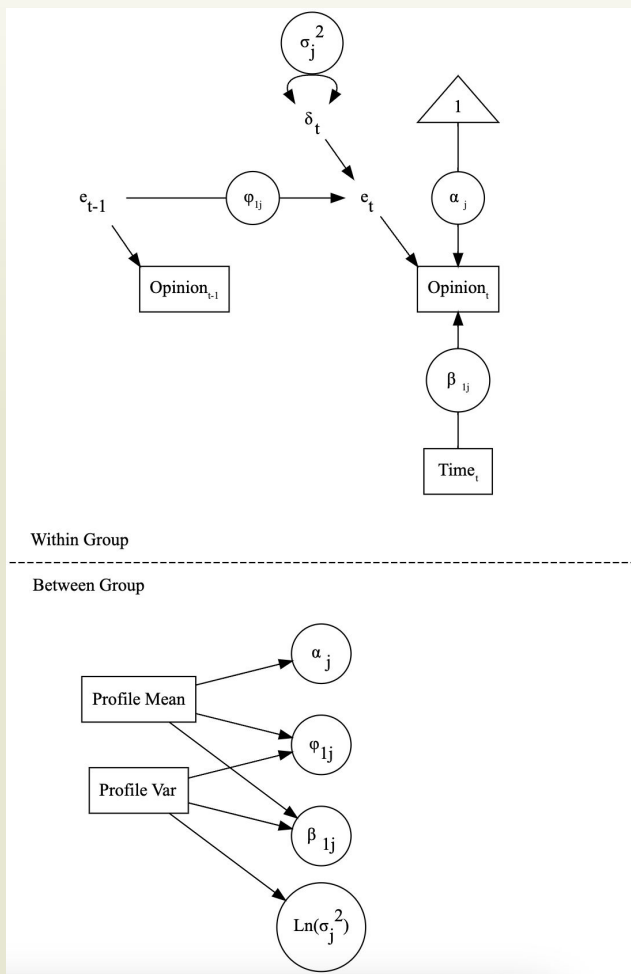 σⱼ²
1
δₜ
eₜ₋₁
φ₁ⱼ
eₜ
αⱼ
Opinionₜ₋₁
Opinionₜ
β₁ⱼ
Timeₜ
Within Group
Between Group
αⱼ
Profile Mean
φ₁ⱼ
Profile Var
β₁ⱼ
Ln(σⱼ²)